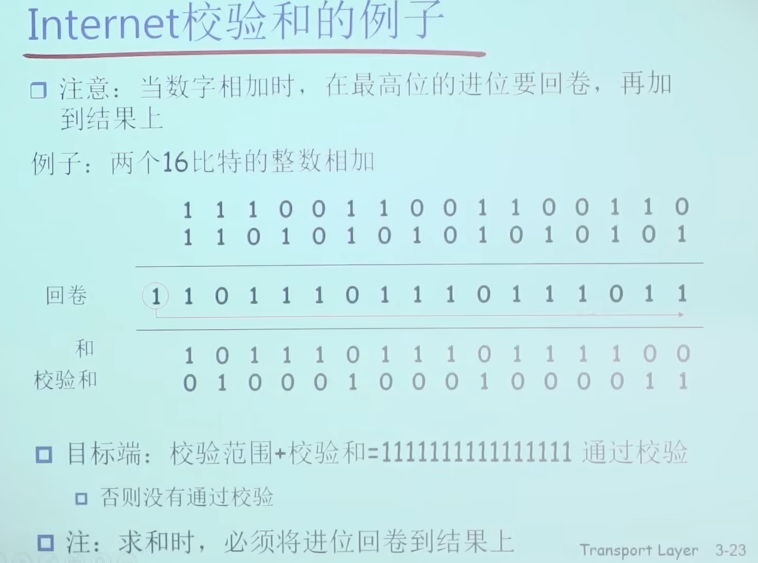 Internet校验和的例子
注意：当数字相加时，在最高位的进位要回卷，再加
到结果上
例子：两个16比特的整数相加
1 1 1 0 0 1 1 0 0 1 1 0 0 1 1 0
1 1 0 1 0 1 0 1 0 1 0 1 0 1 0 1
回卷 1 1 0 1 1 1 0 1 1 1 0 1 1 1 0 1 1
和 1 0 1 1 1 0 1 1 1 0 1 1 1 1 0 0
校验和 0 1 0 0 0 1 0 0 0 1 0 0 0 0 1 1
目标端：校验范围+校验和=1111111111111111 通过校验
否则没有通过校验
注：求和时，必须将进位回卷到结果上
Transport Layer 3-23